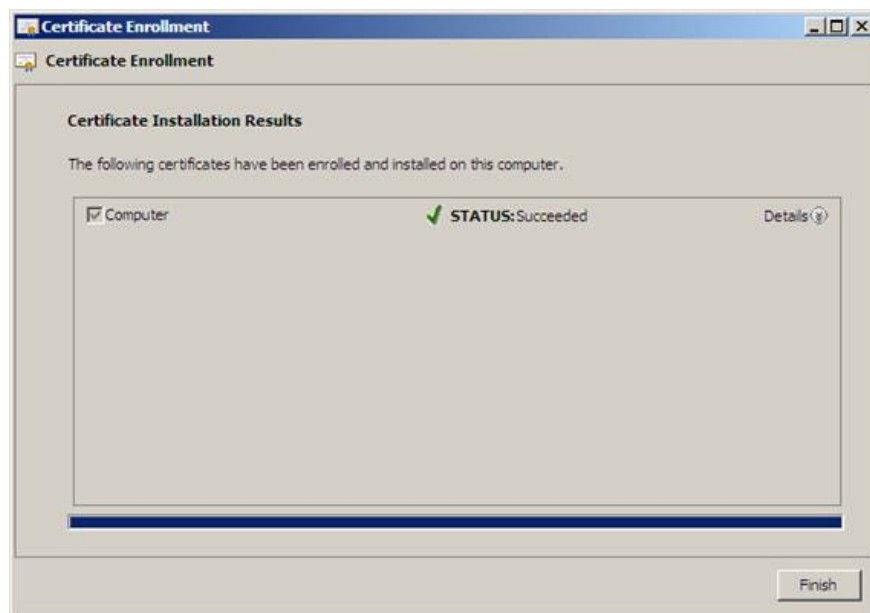 Certificate Enrollment
Certificate Enrollment
Certificate Installation Results
The following certificates have been enrolled and installed on this computer.
Computer STATUS: Succeeded Details
Finish